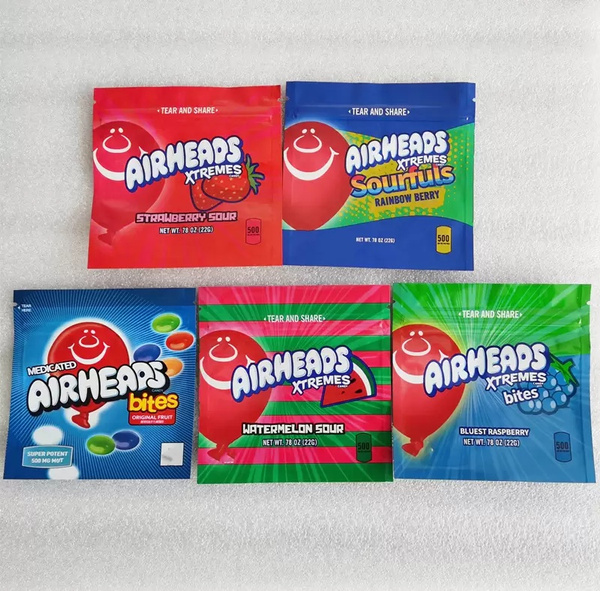 TEAR AND SHARE
AIRHEADS
XTREMES
STRAWBERRY SOUR
NET WT. .78 OZ (22G)
500
TEAR AND SHARE
AIRHEADS
XTREMES
Sourfuls
RAINBOW BERRY
NET WT. .78 OZ (22G)
500
TEAR
HERE
MEDICATED
AIRHEADS
bites
ORIGINAL FRUIT
SUPER POTENT
500 MG
TEAR AND SHARE
AIRHEADS
XTREMES
WATERMELON SOUR
NET WT. .78 OZ (22G)
500
TEAR AND SHARE
AIRHEADS
XTREMES
bites
BLUEST RASPBERRY
NET WT. .78 OZ (22G)
500